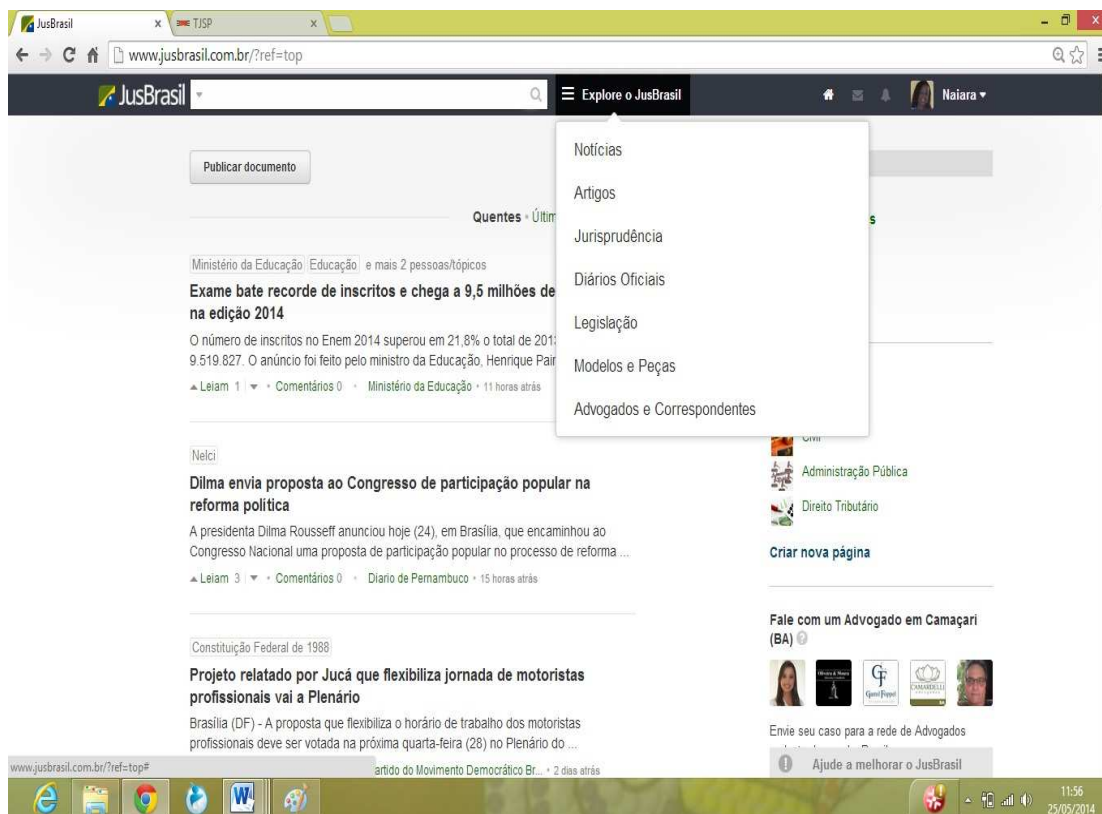 JusBrasil
TJSP
www.jusbrasil.com.br/?ref=top
JusBrasil
Explore o JusBrasil
Naiara
Notícias
Artigos
Jurisprudência
Diários Oficiais
Legislação
Modelos e Peças
Advogados e Correspondentes
Publicar documento
Quentes • Últim
s
Ministério da Educação Educação e mais 2 pessoas/tópicos
Exame bate recorde de inscritos e chega a 9,5 milhões de
na edição 2014
O número de inscritos no Enem 2014 superou em 21,8% o total de 201
9.519.827. O anúncio foi feito pelo ministro da Educação, Henrique Pai
Leiam 1 • Comentários 0 • Ministério da Educação • 11 horas atrás
Nelci
Dilma envia proposta ao Congresso de participação popular na
reforma política
A presidenta Dilma Rousseff anunciou hoje (24), em Brasília, que encaminhou ao
Congresso Nacional uma proposta de participação popular no processo de reforma ...
Leiam 3 • Comentários 0 • Diario de Pernambuco • 15 horas atrás
Constituição Federal de 1988
Projeto relatado por Jucá que flexibiliza jornada de motoristas
profissionais vai a Plenário
Brasília (DF) - A proposta que flexibiliza o horário de trabalho dos motoristas
profissionais deve ser votada na próxima quarta-feira (28) no Plenário do ...
artido do Movimento Democrático Br... • 2 dias atrás
Administração Pública
Direito Tributário
Criar nova página
Fale com um Advogado em Camaçari
(BA)
GF
CAMARDELLI
Envie seu caso para a rede de Advogados
Ajude a melhorar o JusBrasil
www.jusbrasil.com.br/?ref=top#
11:56
25/05/2014